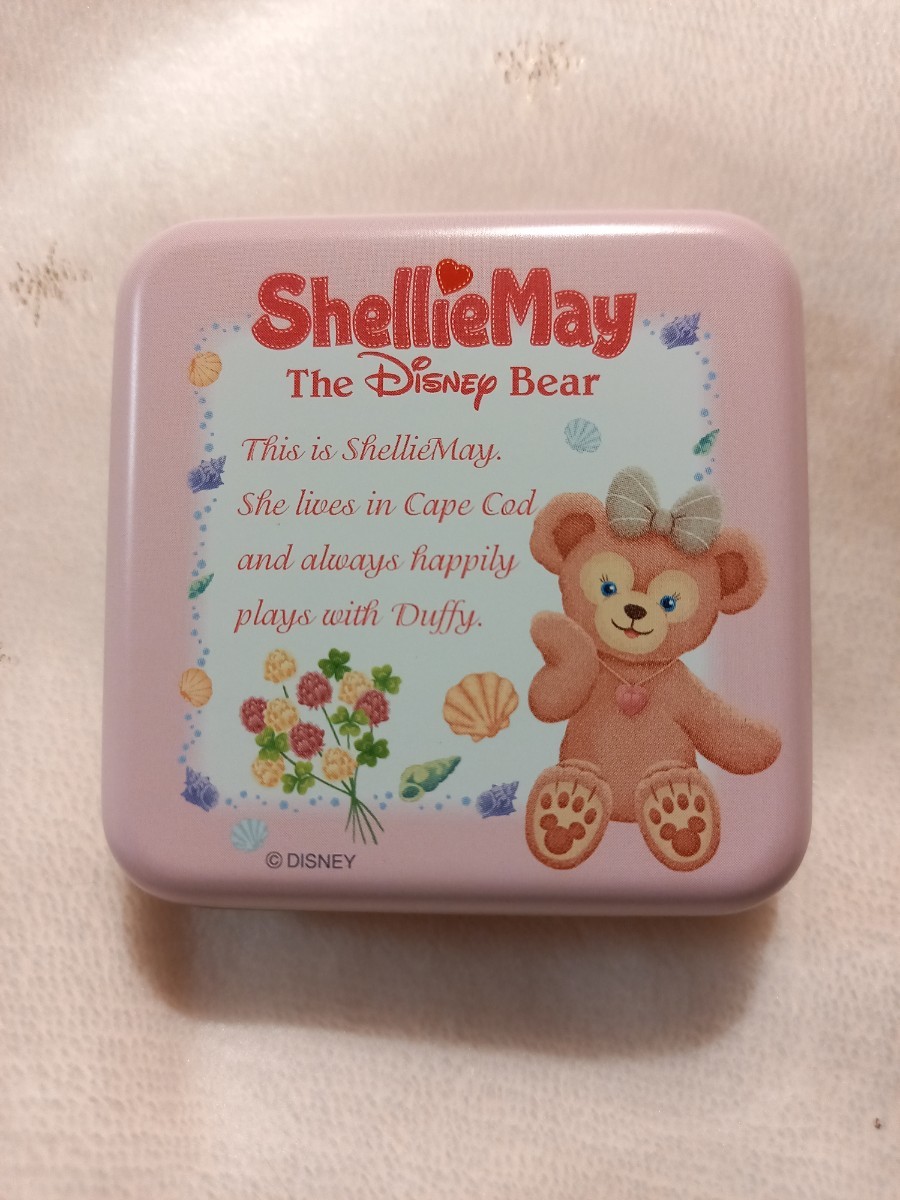 ShellieMay
The Disney Bear
This is ShellieMay.
She lives in Cape Cod
and always happily
plays with Duffy.
© DISNEY